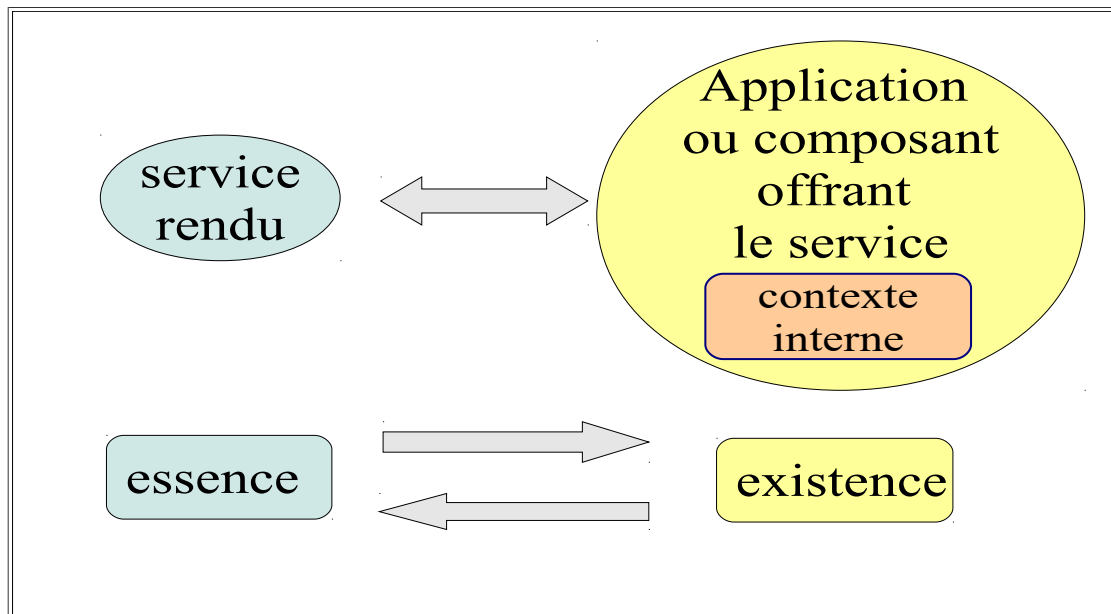 service
rendu
Application
ou composant
offrant
le service
contexte
interne
essence
existence